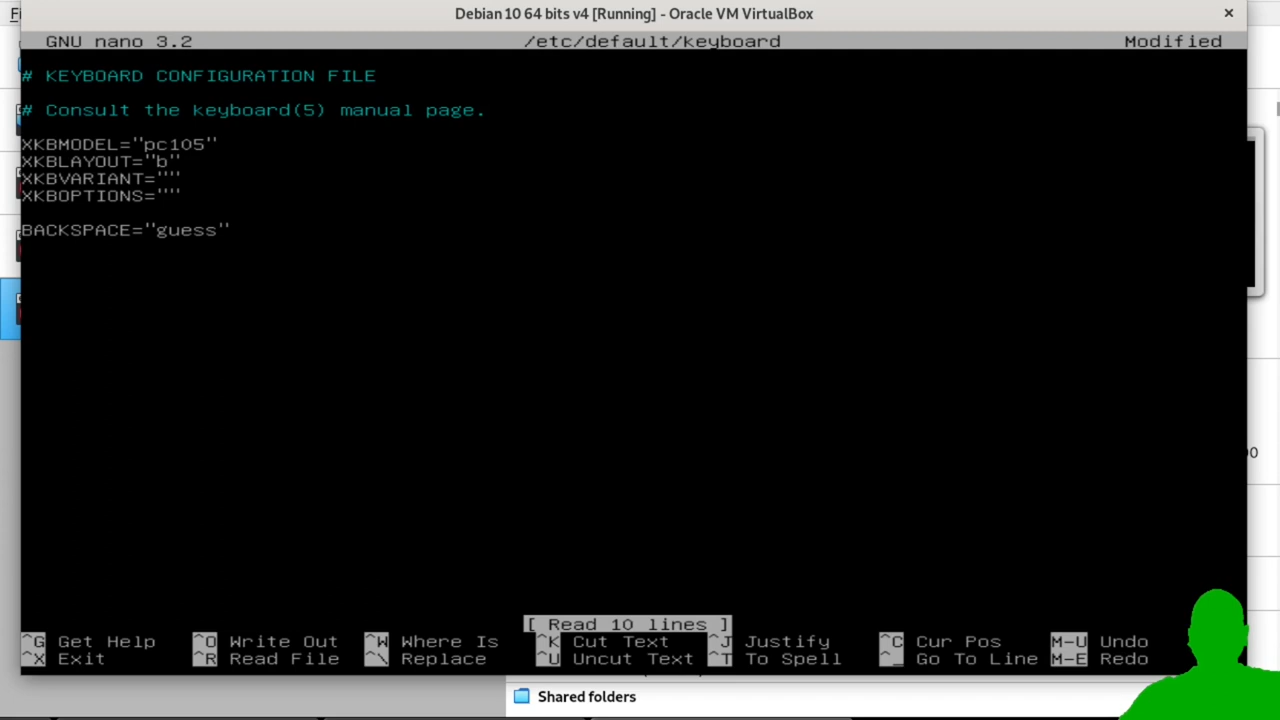 Debian 10 64 bits v4 [Running] - Oracle VM VirtualBox ×
GNU nano 3.2 /etc/default/keyboard Modified
# KEYBOARD CONFIGURATION FILE
# Consult the keyboard(5) manual page.
XKBMODEL="pc105"
XKBLAYOUT="b"
XKBVARIANT=""
XKBOPTIONS=""
BACKSPACE="guess"
[ Read 10 lines ]
^G Get Help ^O Write Out ^W Where Is ^K Cut Text ^J Justify ^C Cur Pos M-U Undo
^X Exit ^R Read File ^\ Replace ^U Uncut Text ^T To Spell ^_ Go To Line M-E Redo
Shared folders